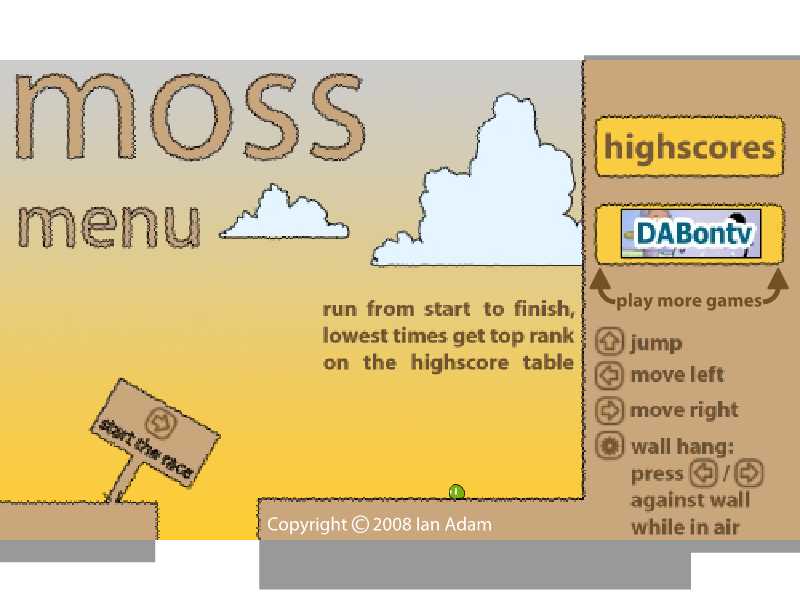 moss
menu
highscores
DABontv
play more games
run from start to finish,
lowest times get top rank
on the highscore table
jump
move left
move right
wall hang:
press / 
against wall
while in air
start the race
Copyright © 2008 Ian Adam